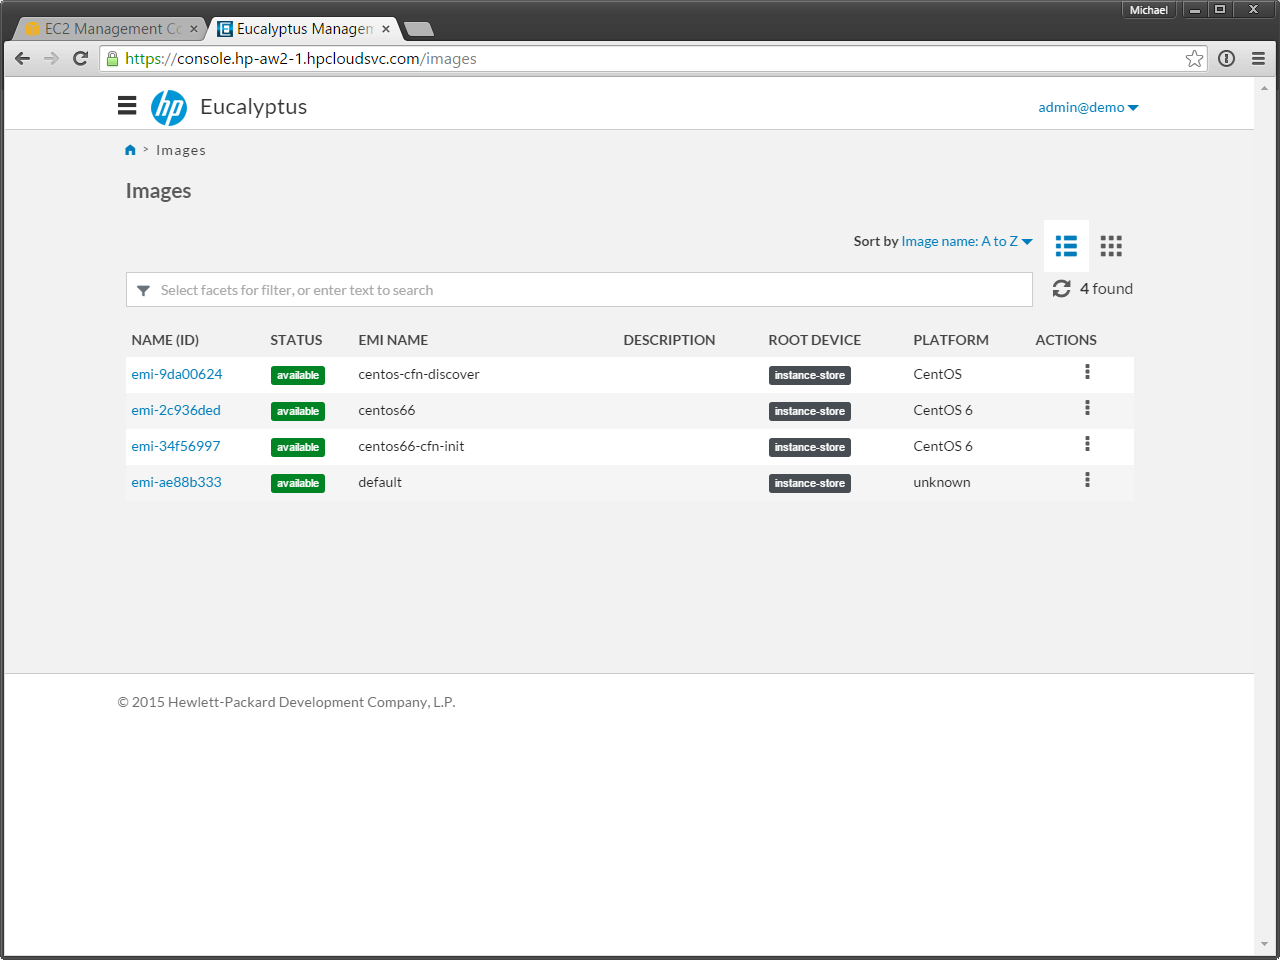 Michael
EC2 Management Co
Eucalyptus Managem
https://console.hp-aw2-1.hpcloudsvc.com/images
hp Eucalyptus
admin@demo
> Images
Images
Sort by Image name: A to Z
Select facets for filter, or enter text to search
4 found
NAME (ID) STATUS EMI NAME DESCRIPTION ROOT DEVICE PLATFORM ACTIONS
emi-9da00624 available centos-cfn-discover instance-store CentOS
emi-2c936ded available centos66 instance-store CentOS 6
emi-34f56997 available centos66-cfn-init instance-store CentOS 6
emi-ae88b333 available default instance-store unknown
© 2015 Hewlett-Packard Development Company, L.P.